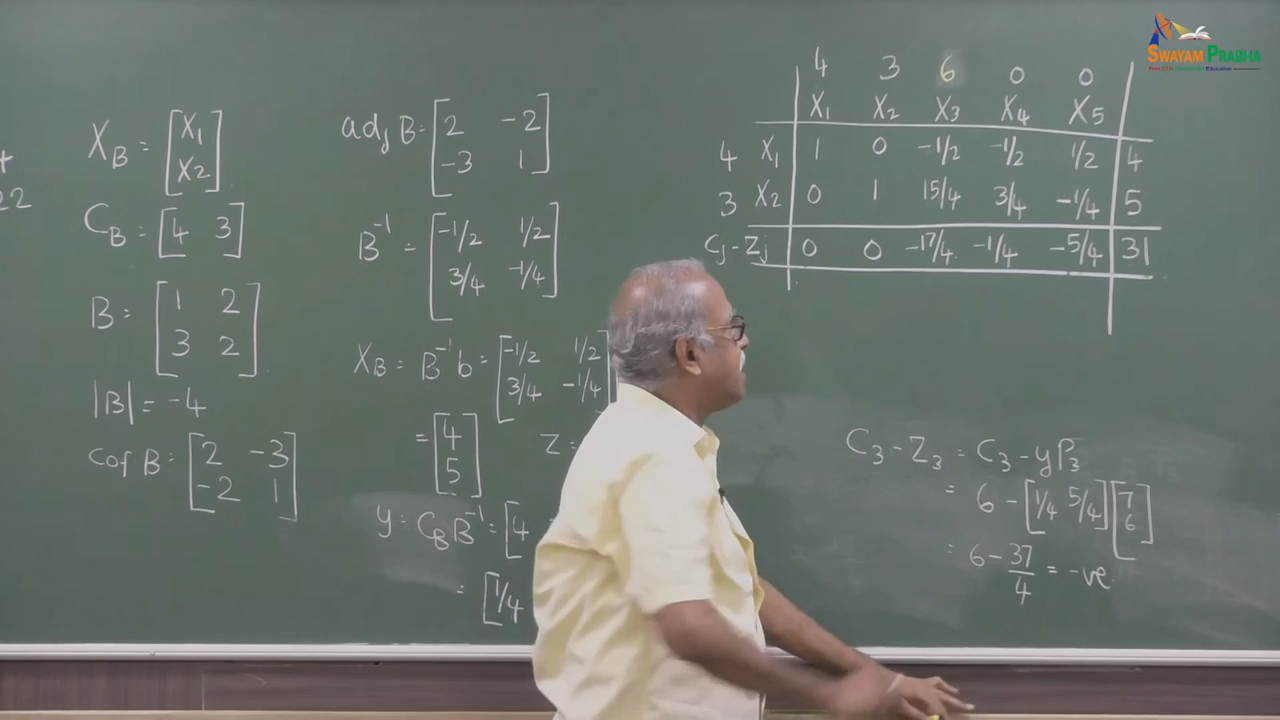 +
22
X_B = [X1
X2]
C_B = [4 3]
B = [1 2
3 2]
|B| = -4
cof B = [2 -3
-2 1]
adj B = [2 -2
-3 1]
B^-1 = [-1/2 1/2
3/4 -1/4]
X_B = B^-1 b = [-1/2 1/2
3/4 -1/4]
= [4
5] Z =
y = C_B B^-1 = [4
= [1/4
4 3 6 0 0
X1 X2 X3 X4 X5
4 X1 1 0 -1/2 -1/2 1/2 4
3 X2 0 1 15/4 3/4 -1/4 5
Cj-Zj 0 0 -17/4 -1/4 -5/4 31
C3-Z3 = C3-yP3
= 6 - [1/4 5/4] [7
6]
= 6 - 37/4 = -ve
SWAYAM PRABHA